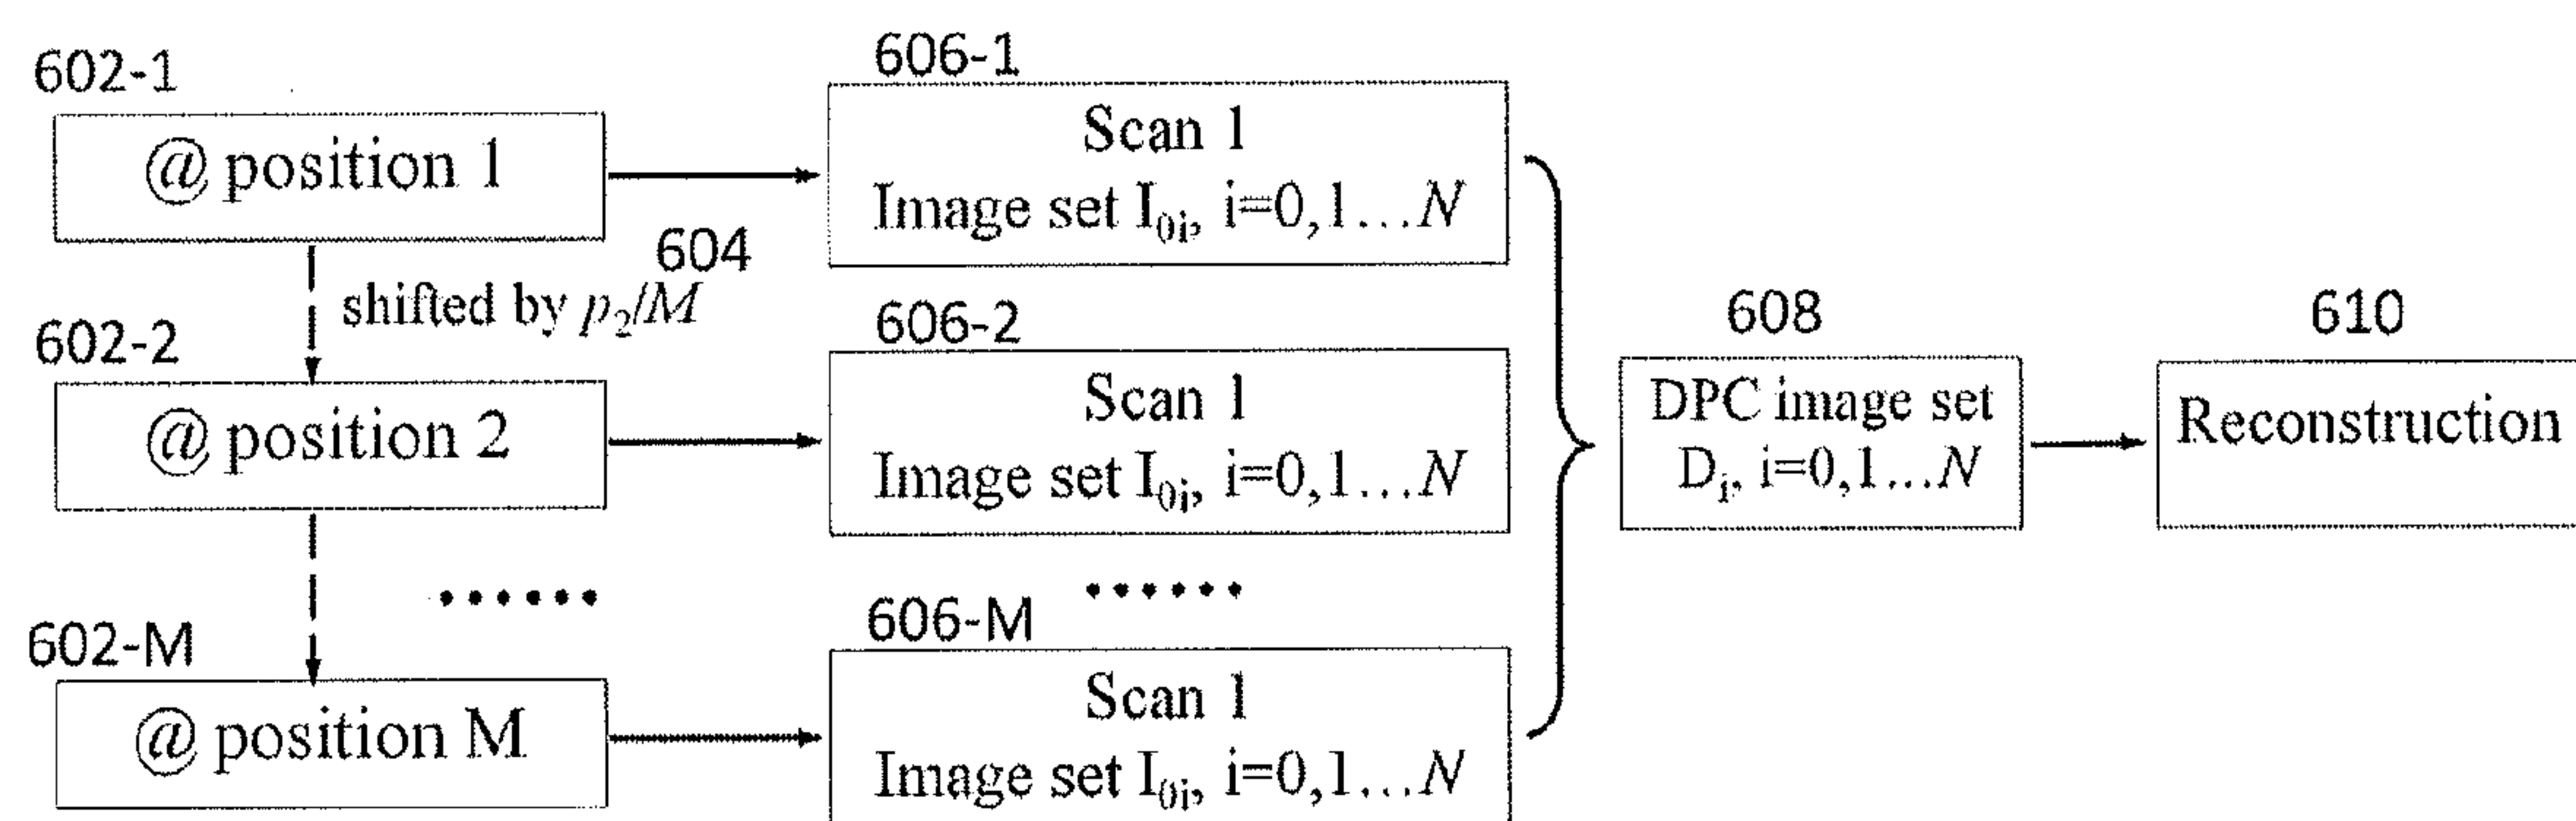 602-1
@ position 1
606-1
Scan 1
Image set I₀ᵢ, i=0,1…N
604
shifted by p₂/M
602-2
@ position 2
606-2
Scan 1
Image set I₀ᵢ, i=0,1…N
608
DPC image set
Dᵢ, i=0,1…N
610
Reconstruction
......
......
602-M
@ position M
606-M
Scan 1
Image set I₀ᵢ, i=0,1…N